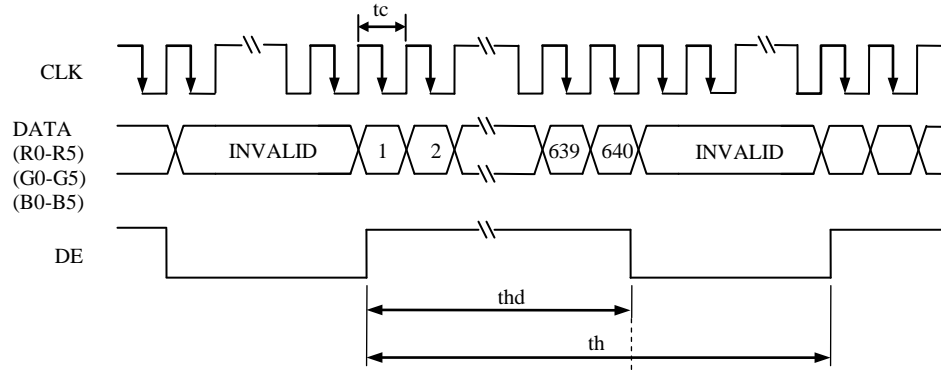 tc
CLK
DATA
(R0-R5)
(G0-G5)
(B0-B5)
INVALID 1 2 639 640 INVALID
DE
thd
th